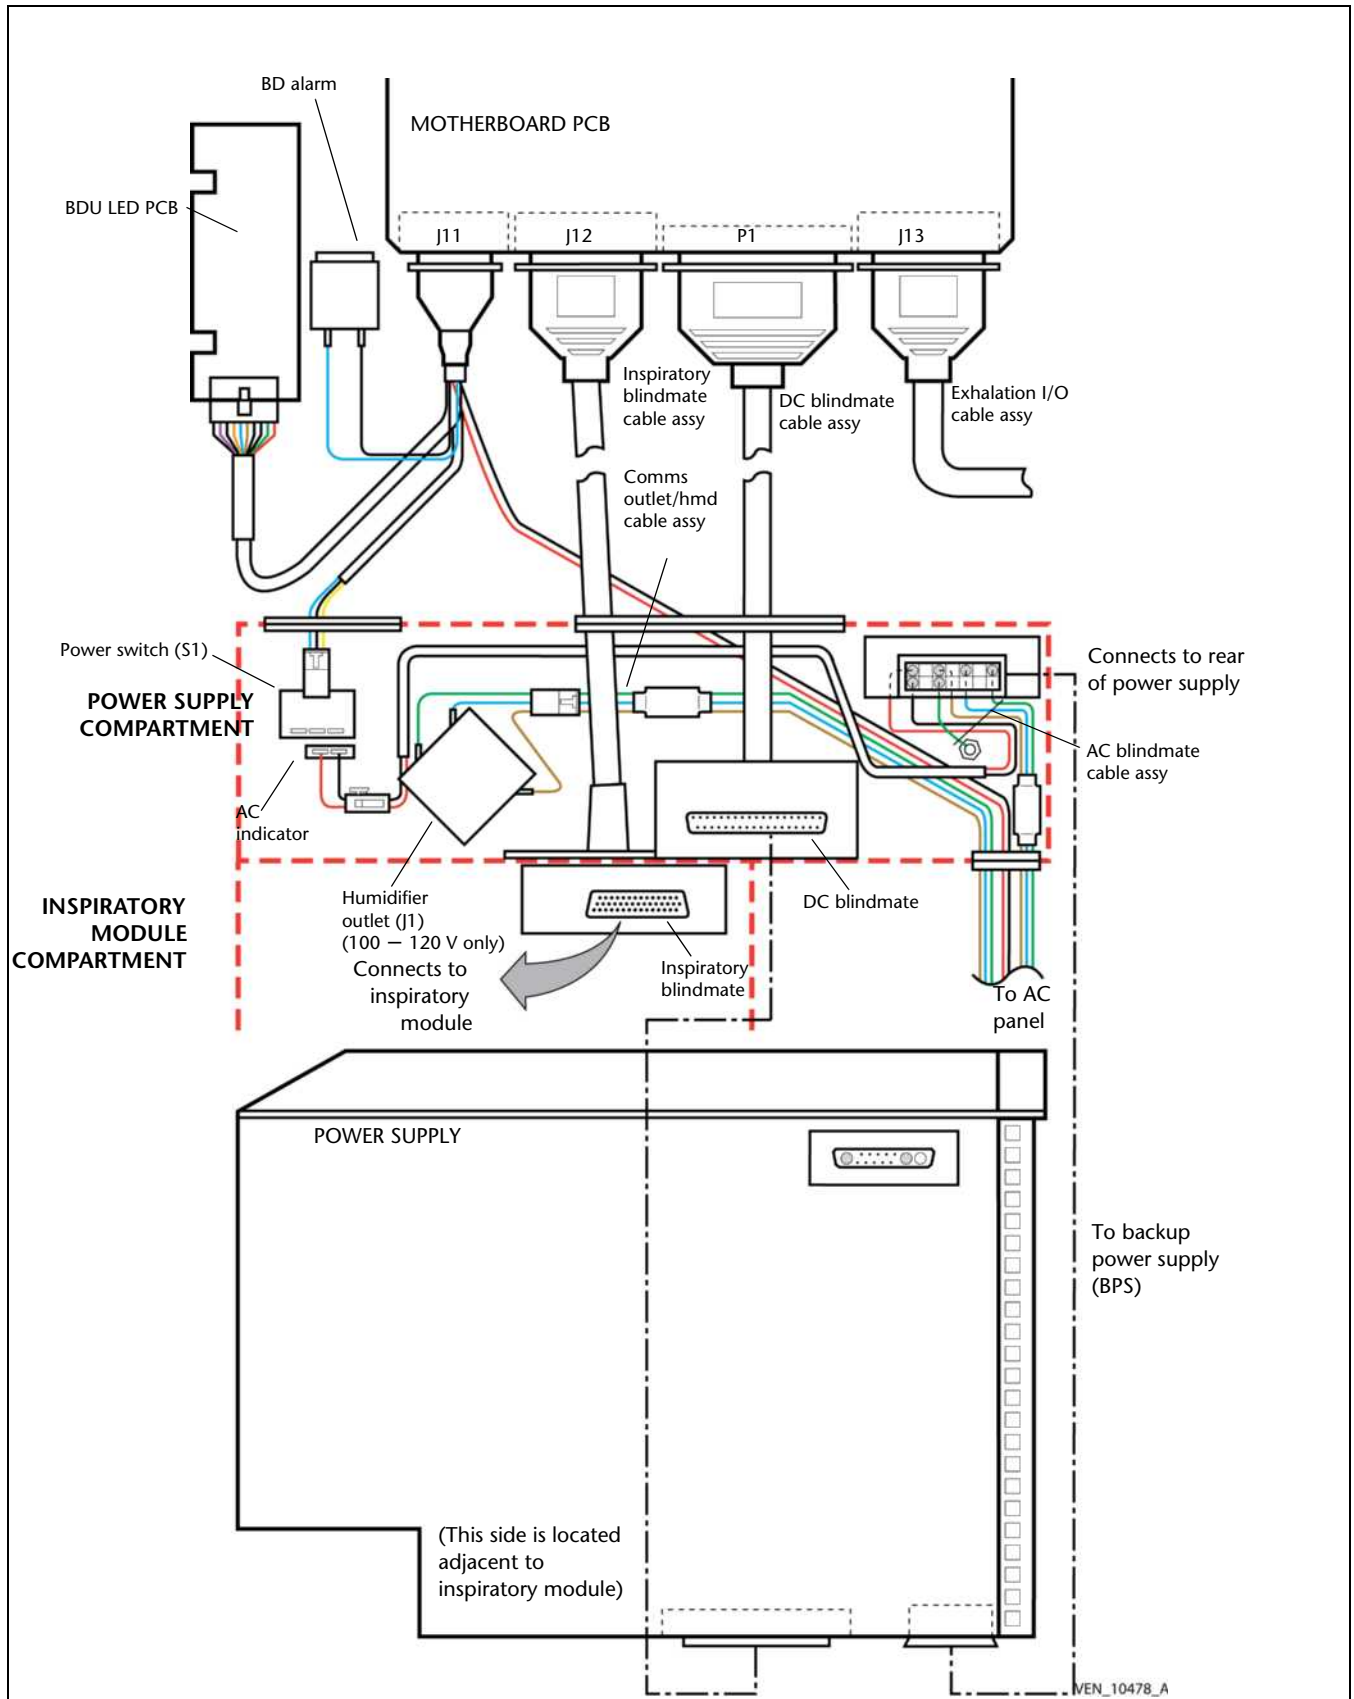 BD alarm
MOTHERBOARD PCB
BDU LED PCB
J11
J12
P1
J13
Inspiratory
blindmate
cable assy
DC blindmate
cable assy
Exhalation I/O
cable assy
Comms
outlet/hmd
cable assy
Power switch (S1)
POWER SUPPLY
COMPARTMENT
Connects to rear
of power supply
AC blindmate
cable assy
AC
indicator
Humidifier
outlet (J1)
(100 – 120 V only)
DC blindmate
INSPIRATORY
MODULE
COMPARTMENT
Connects to
inspiratory
module
Inspiratory
blindmate
To AC
panel
POWER SUPPLY
To backup
power supply
(BPS)
(This side is located
adjacent to
inspiratory module)
VEN_10478_A